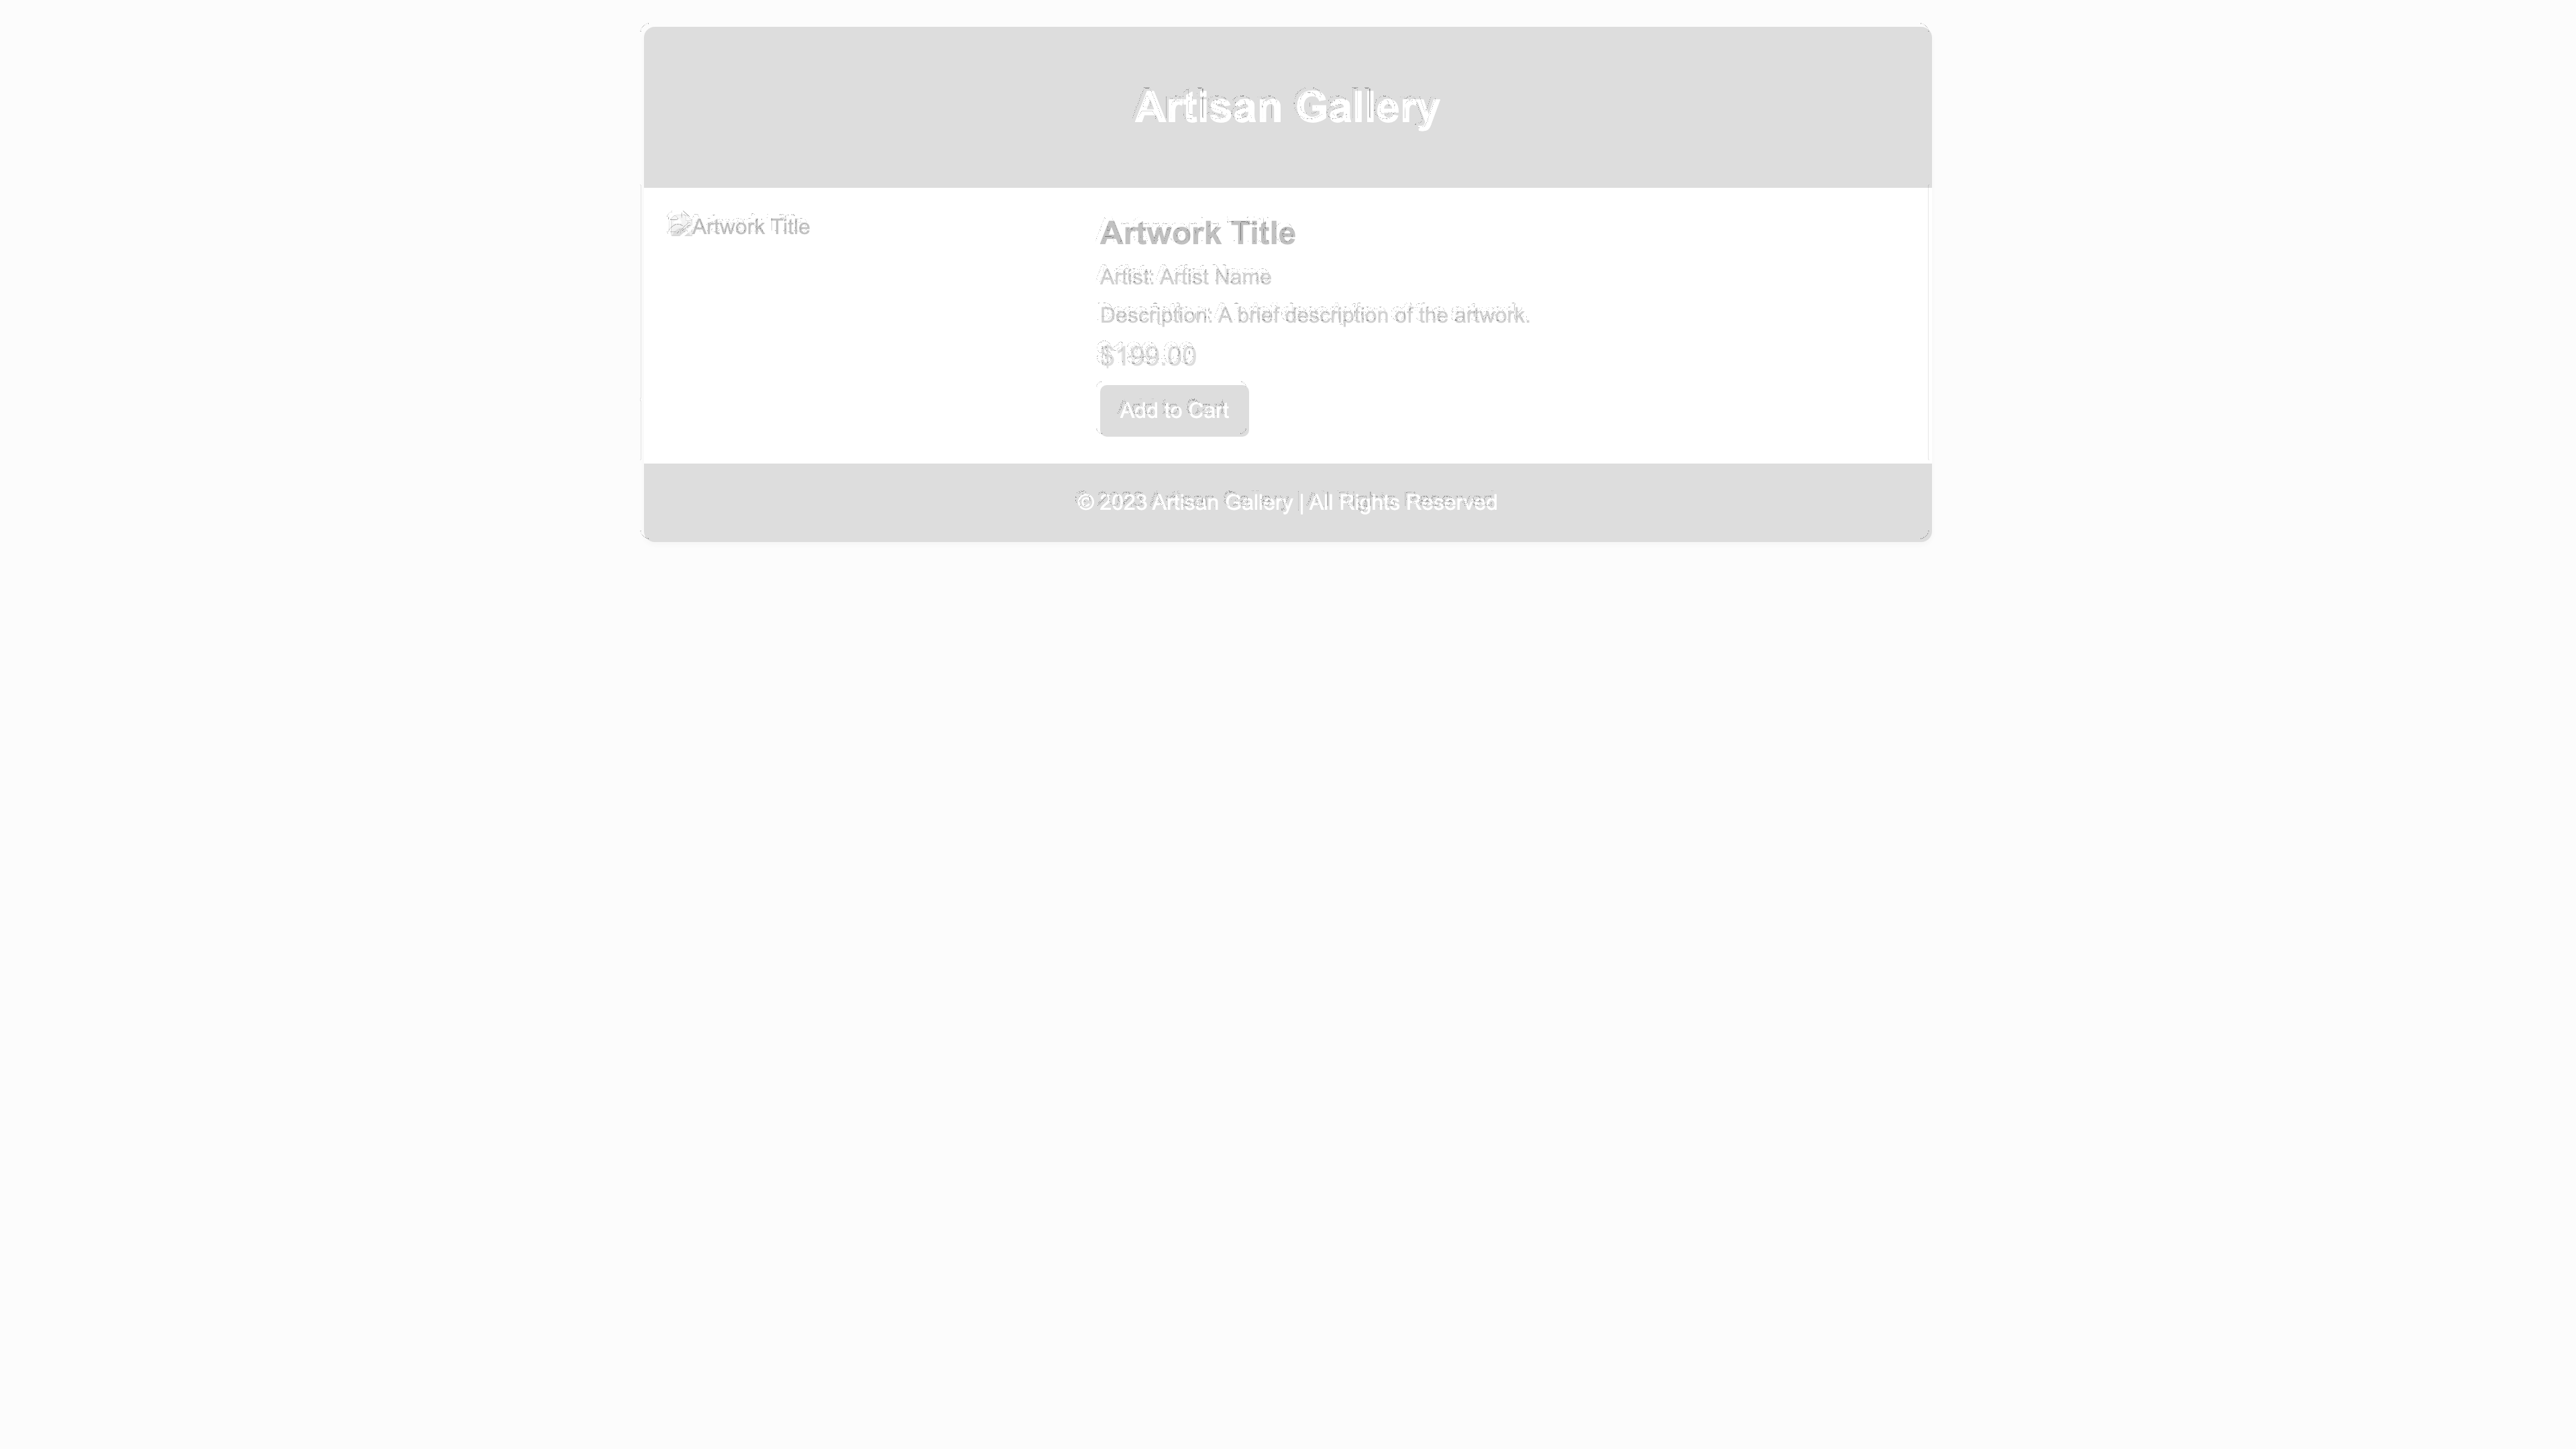 Artisan Gallery
Artwork Title
Artwork Title
Artist: Artist Name
Description: A brief description of the artwork.
$199.00
Add to Cart
© 2023 Artisan Gallery | All Rights Reserved